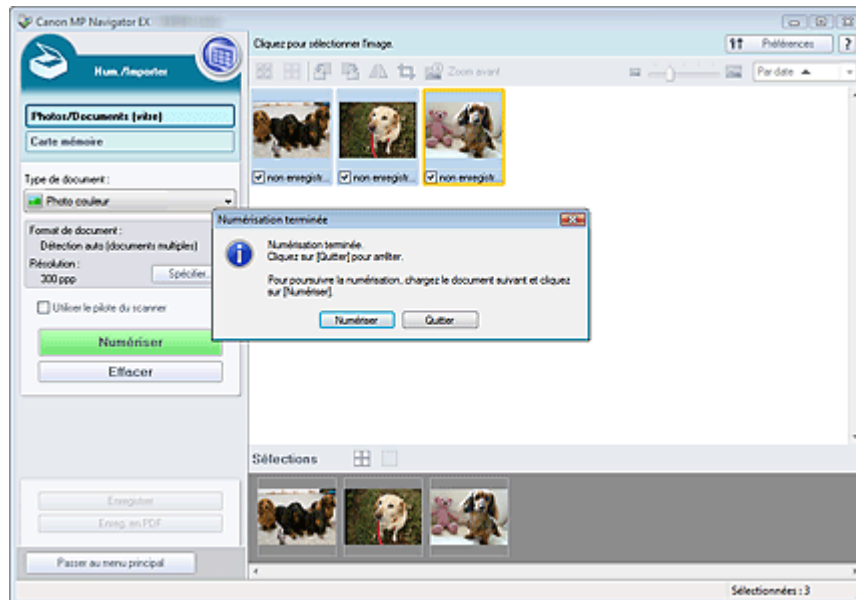 Canon MP Navigator EX
Num./Importer
Cliquez pour sélectionner l'image.
Préférences
?
Zoom avant
Par date
Photos/Documents (vitre)
Carte mémoire
non enregistr...
non enregistr...
non enregistr...
Type de document :
Photo couleur
Format de document :
Détection auto (documents multiples)
Résolution :
300 ppp
Spécifier...
Utiliser le pilote du scanner
Numériser
Effacer
Numérisation terminée
Numérisation terminée.
Cliquez sur [Quitter] pour arrêter.
Pour poursuivre la numérisation, chargez le document suivant et cliquez
sur [Numériser].
Numériser
Quitter
Sélections
Enregistrer
Enreg. en PDF
Passer au menu principal
Sélectionnées : 3